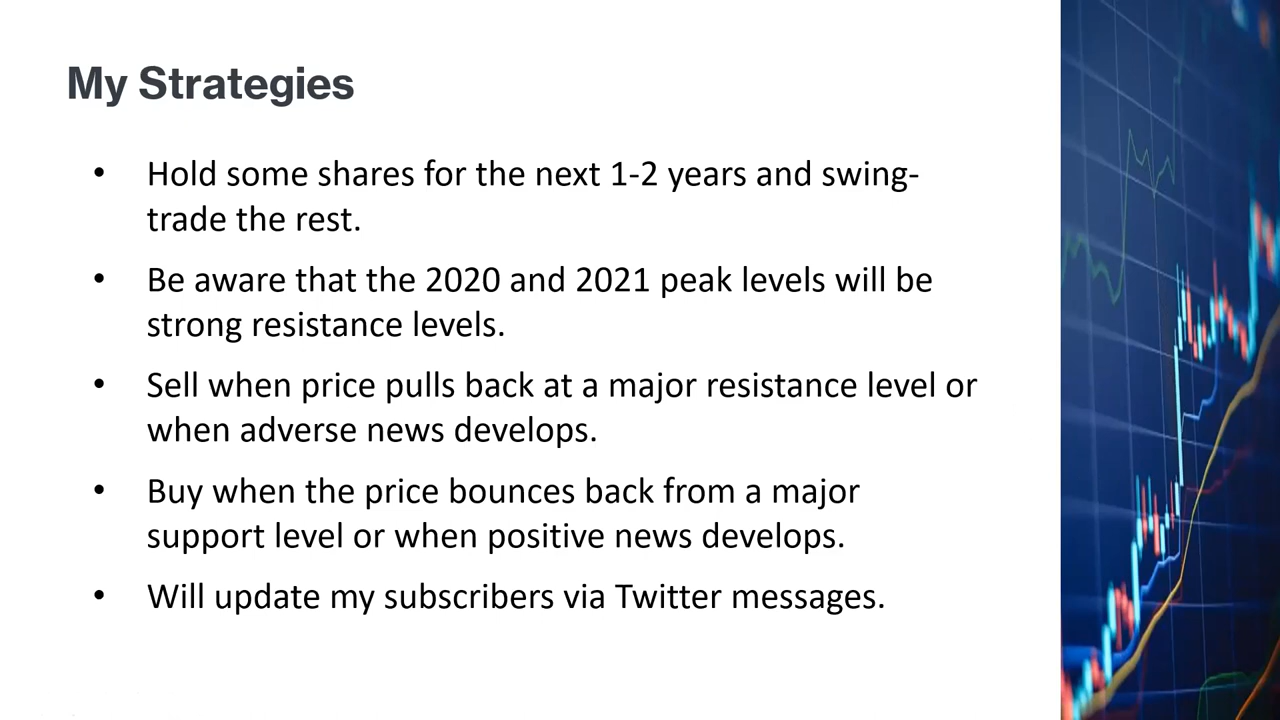 My Strategies
• Hold some shares for the next 1-2 years and swing-
trade the rest.
• Be aware that the 2020 and 2021 peak levels will be
strong resistance levels.
• Sell when price pulls back at a major resistance level or
when adverse news develops.
• Buy when the price bounces back from a major
support level or when positive news develops.
• Will update my subscribers via Twitter messages.